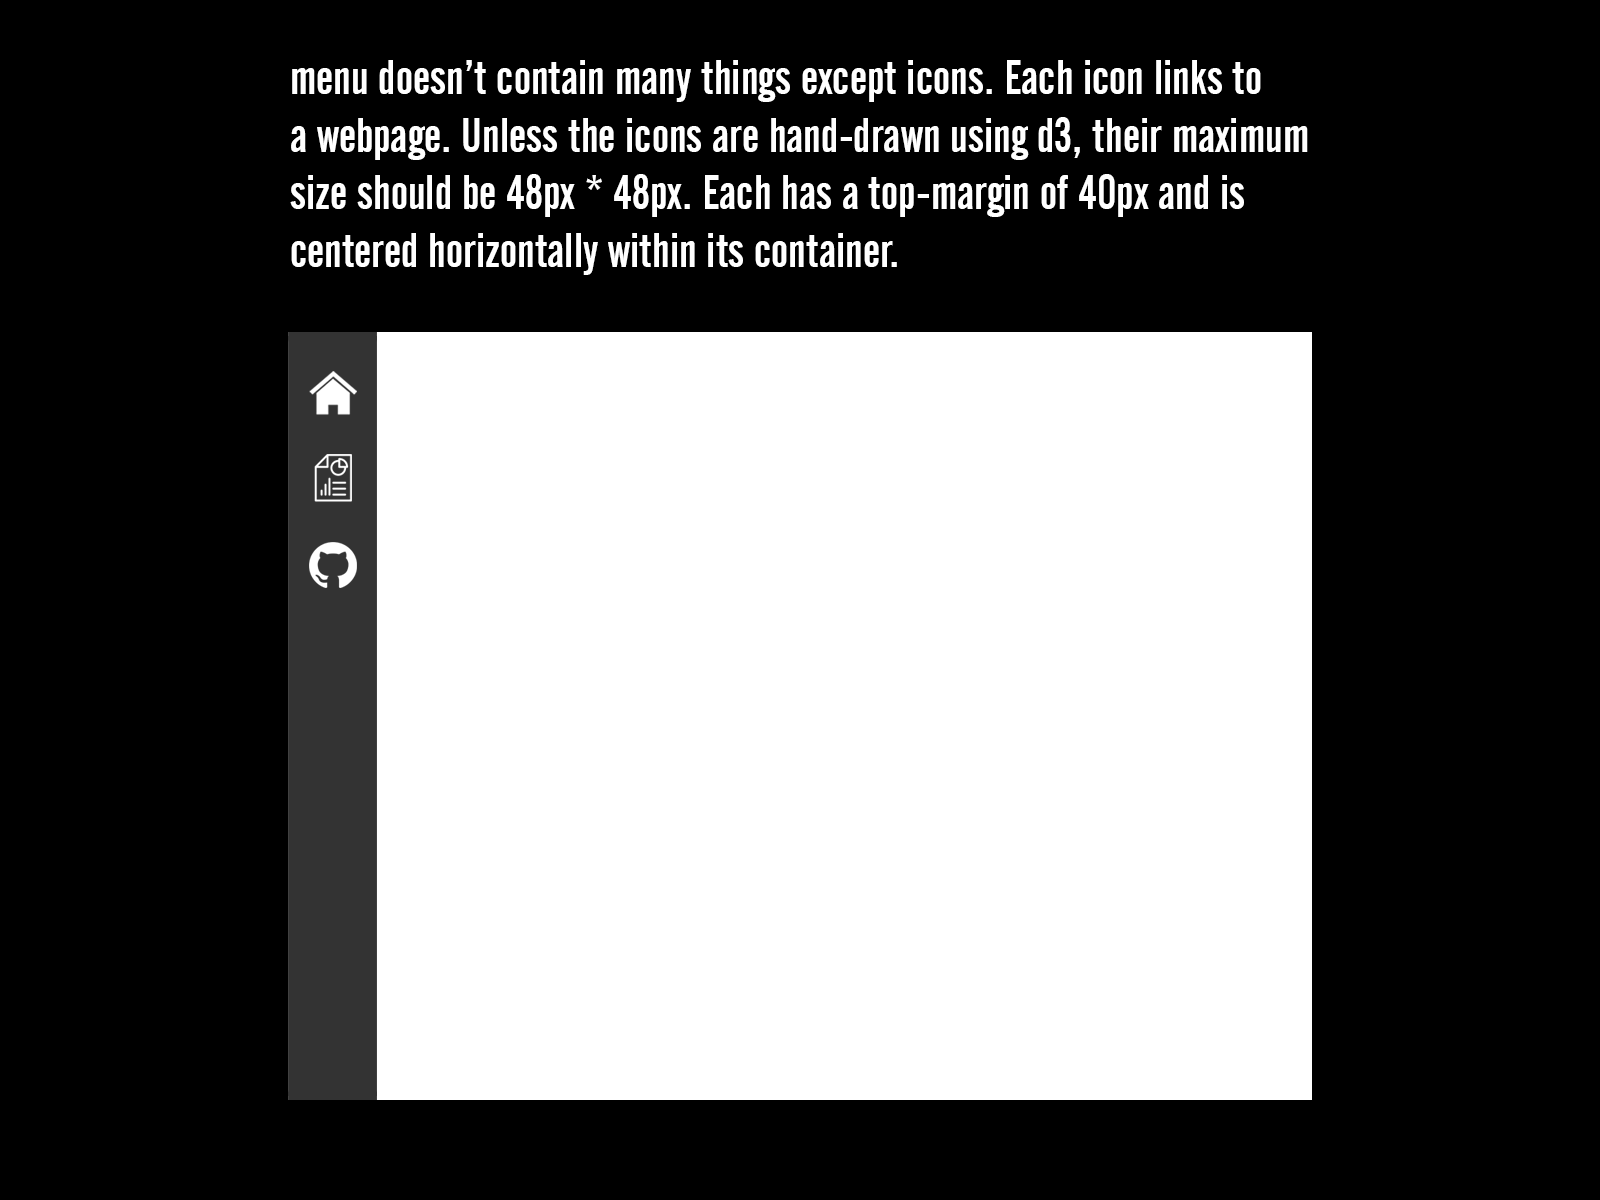 menu doesn’t contain many things except icons. Each icon links to
a webpage. Unless the icons are hand-drawn using d3, their maximum
size should be 48px * 48px. Each has a top-margin of 40px and is
centered horizontally within its container.